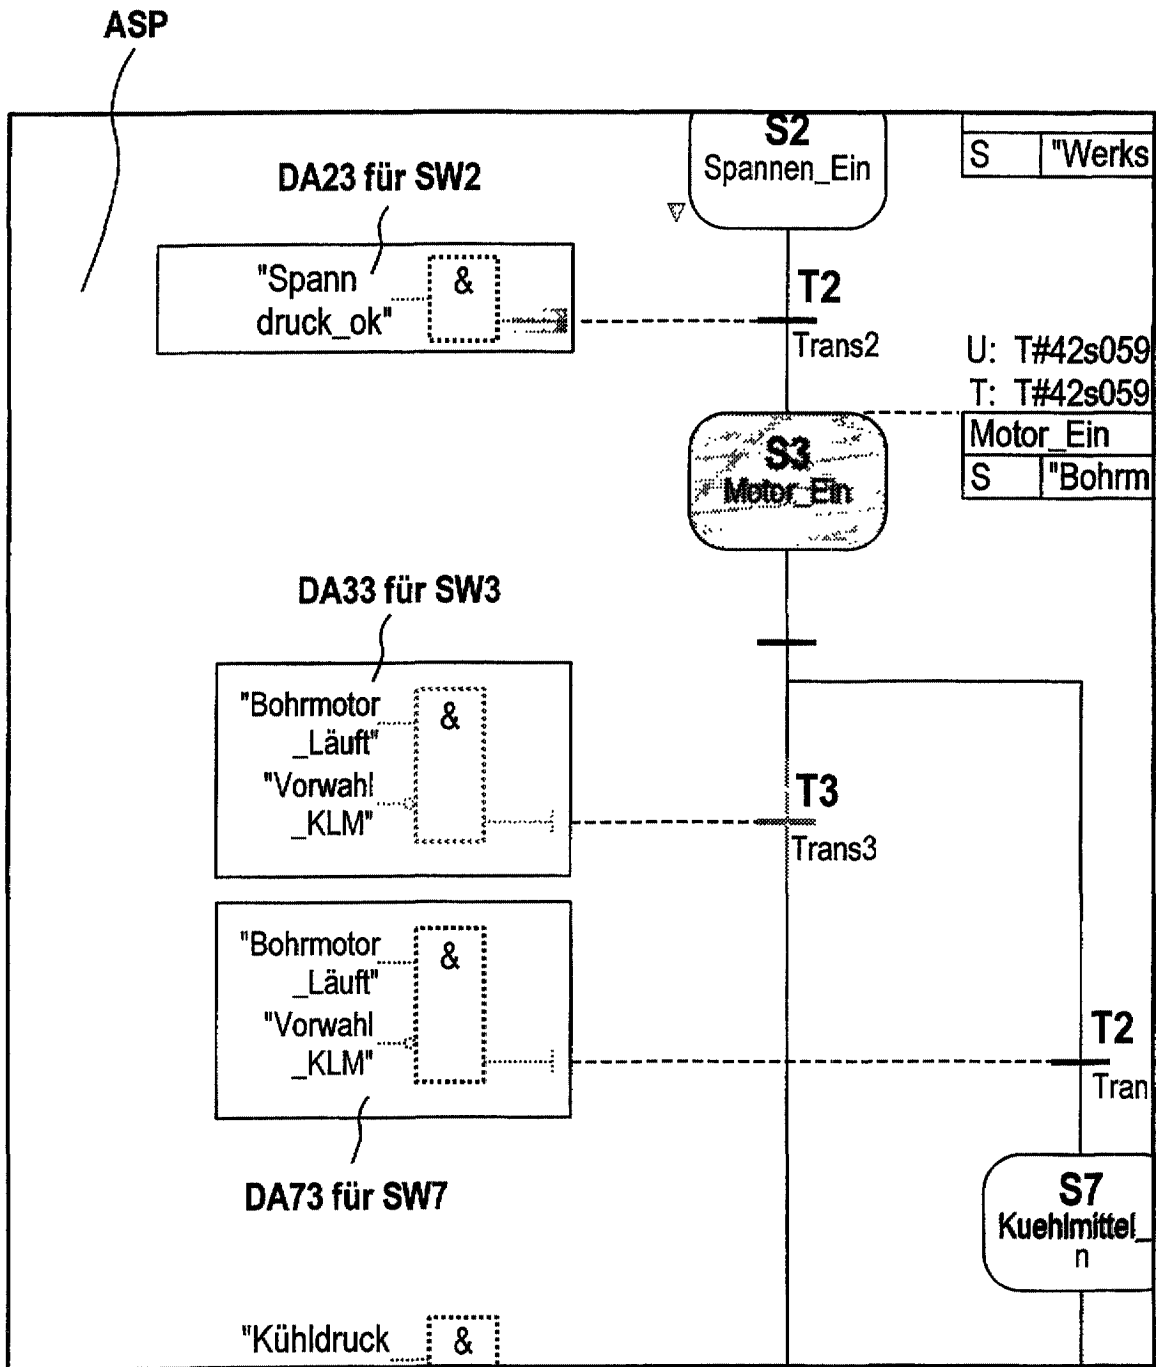 ASP
S2
Spannen_Ein
S "Werks
DA23 für SW2
"Spann
druck_ok"
&
T2
Trans2
U: T#42s059
T: T#42s059
Motor_Ein
S "Bohrm
S3
Motor_Ein
DA33 für SW3
"Bohrmotor
_Läuft"
&
"Vorwahl
_KLM"
T3
Trans3
"Bohrmotor
_Läuft"
&
"Vorwahl
_KLM"
T2
Tran
DA73 für SW7
S7
Kuehlmittel_
n
"Kühldruck
&